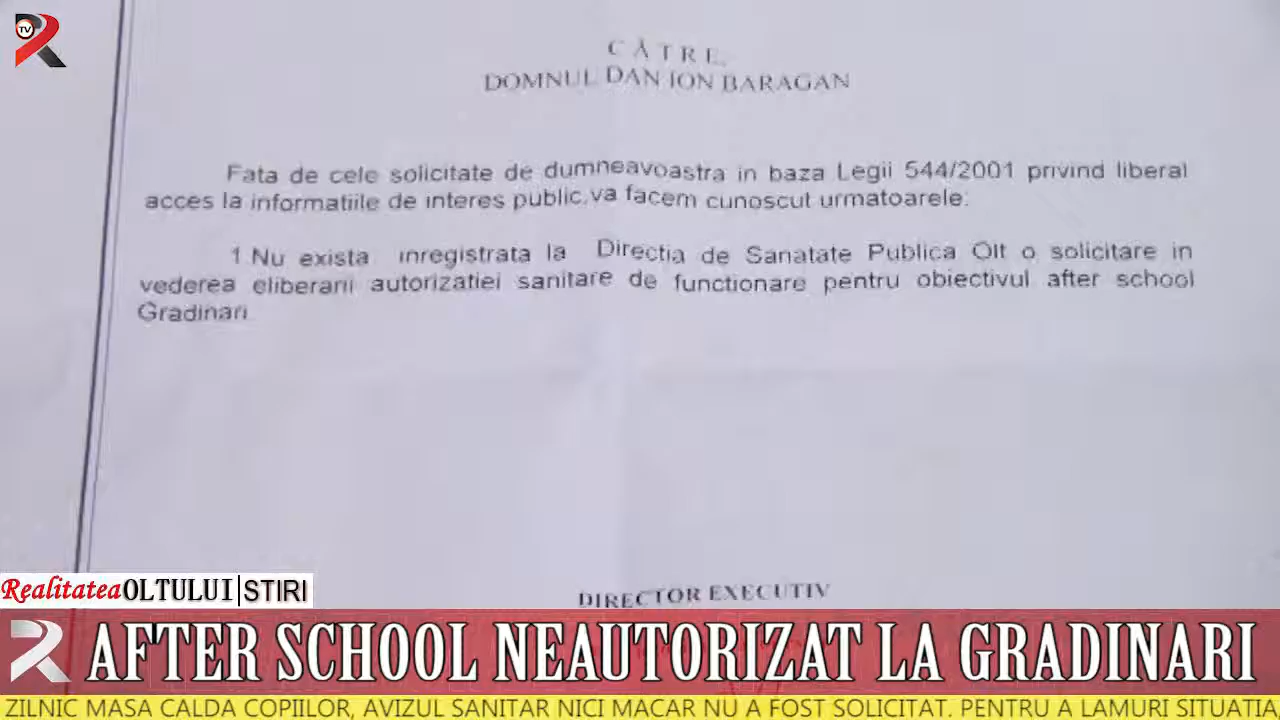 TV
R
CĂTRE,
DOMNUL DAN ION BARAGAN
Fata de cele solicitate de dumneavoastra in baza Legii 544/2001 privind liberal
acces la informatiile de interes public,va facem cunoscut urmatoarele:
1.Nu exista inregistrata la Directia de Sanatate Publica Olt o solicitare in
vederea eliberarii autorizatiei sanitare de functionare pentru obiectivul after school
Gradinari
DIRECTOR EXECUTIV
Realitatea OLTULUI|STIRI
R AFTER SCHOOL NEAUTORIZAT LA GRADINARI
ZILNIC MASA CALDA COPIILOR, AVIZUL SANITAR NICI MACAR NU A FOST SOLICITAT. PENTRU A LAMURI SITUATIA